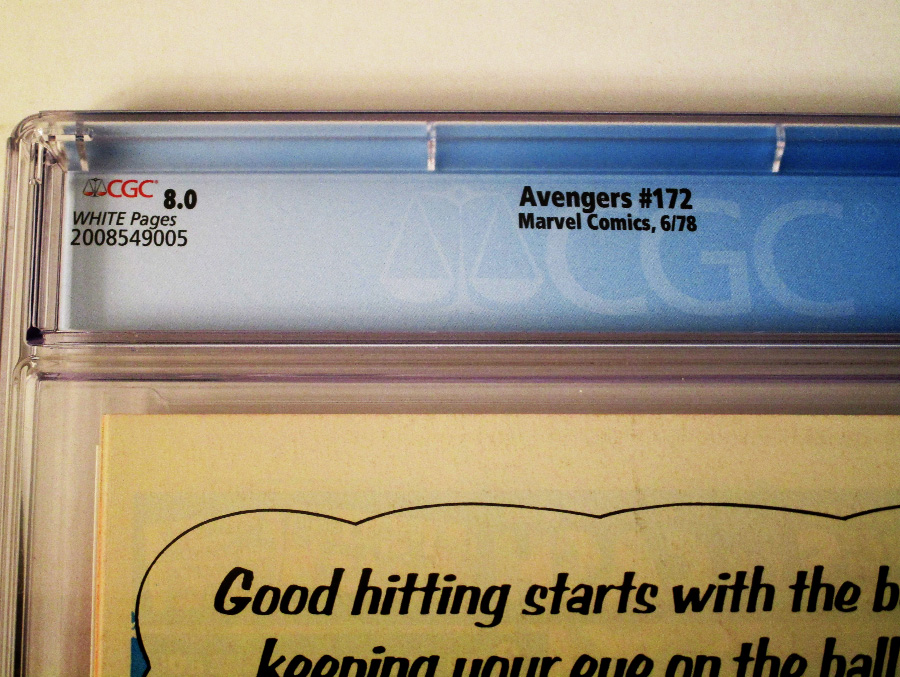 CGC 8.0
WHITE Pages
2008549005
Avengers #172
Marvel Comics, 6/78
CGC
Good hitting starts with the b
keeping your eye on the ball